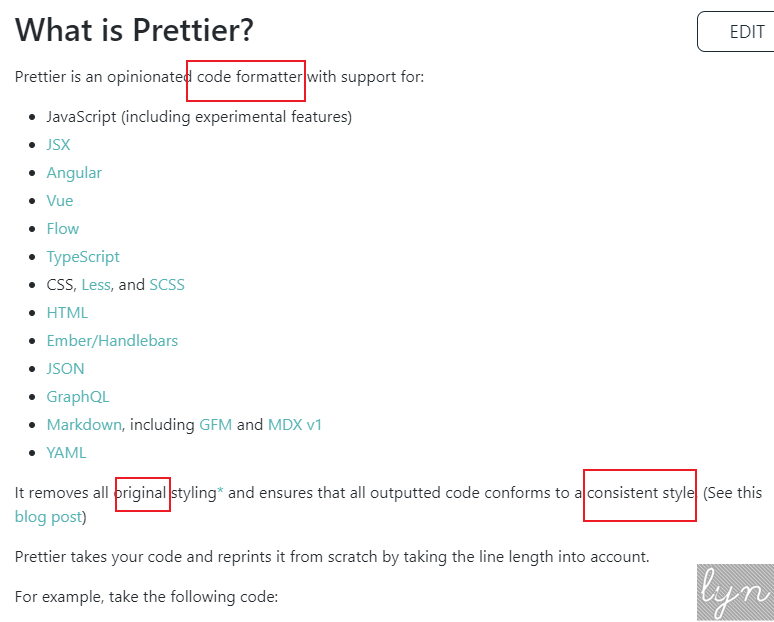 What is Prettier?
EDIT
Prettier is an opinionated code formatter with support for:
JavaScript (including experimental features)
JSX
Angular
Vue
Flow
TypeScript
CSS, Less, and SCSS
HTML
Ember/Handlebars
JSON
GraphQL
Markdown, including GFM and MDX v1
YAML
It removes all original styling* and ensures that all outputted code conforms to a consistent style. (See this
blog post)
Prettier takes your code and reprints it from scratch by taking the line length into account.
For example, take the following code:
lyn